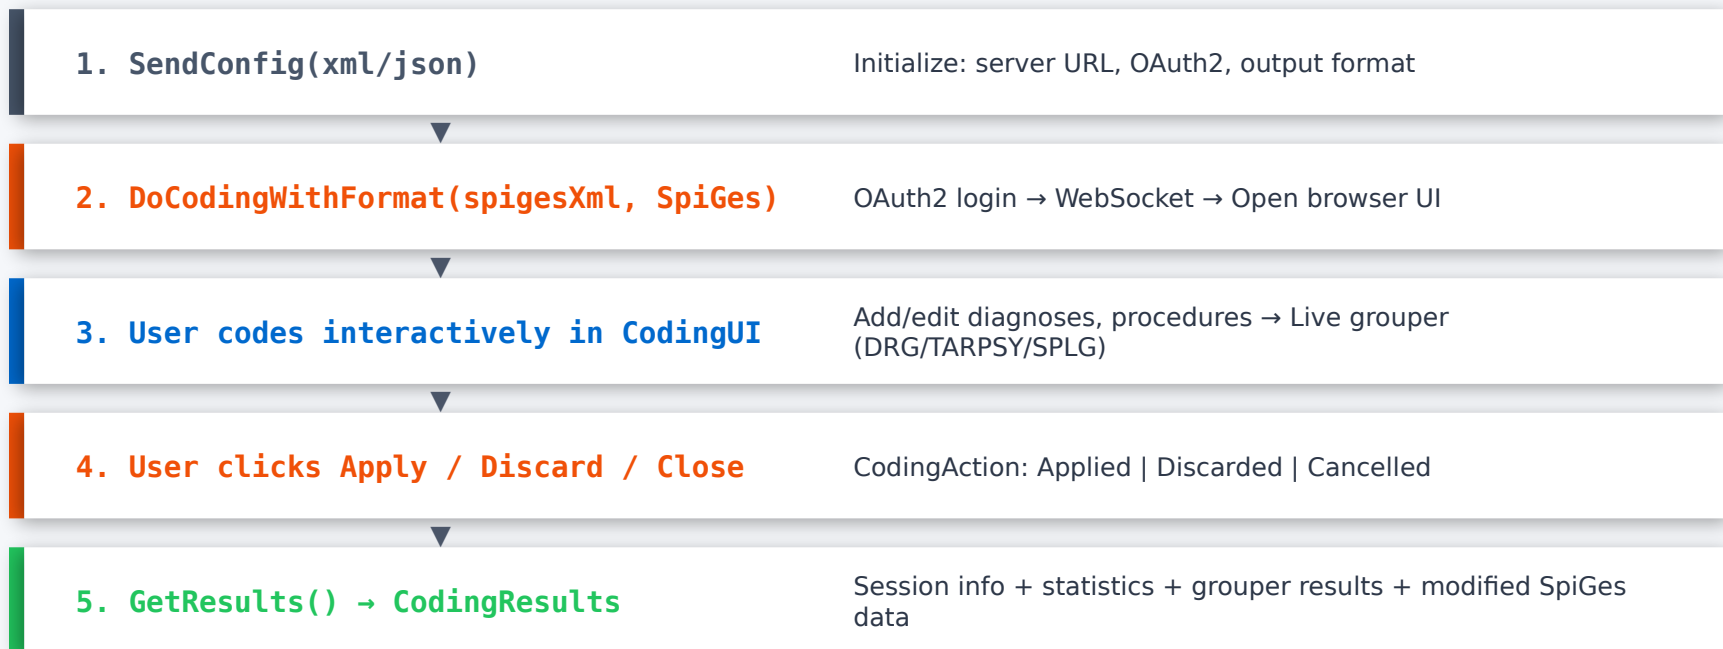 1. SendConfig(xml/json)
Initialize: server URL, OAuth2, output format
2. DoCodingWithFormat(spigesXml, SpiGes)
OAuth2 login → WebSocket → Open browser UI
3. User codes interactively in CodingUI
Add/edit diagnoses, procedures → Live grouper
(DRG/TARPSY/SPLG)
4. User clicks Apply / Discard / Close
CodingAction: Applied | Discarded | Cancelled
5. GetResults() → CodingResults
Session info + statistics + grouper results + modified SpiGes
data